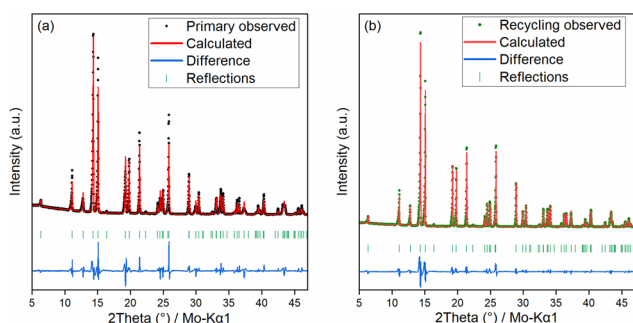 (a)
Primary observed
Calculated
Difference
Reflections
Intensity (a.u.)
5 10 15 20 25 30 35 40 45
2Theta (°) / Mo-Kα1
(b)
Recycling observed
Calculated
Difference
Reflections
Intensity (a.u.)
5 10 15 20 25 30 35 40 45
2Theta (°) / Mo-Kα1